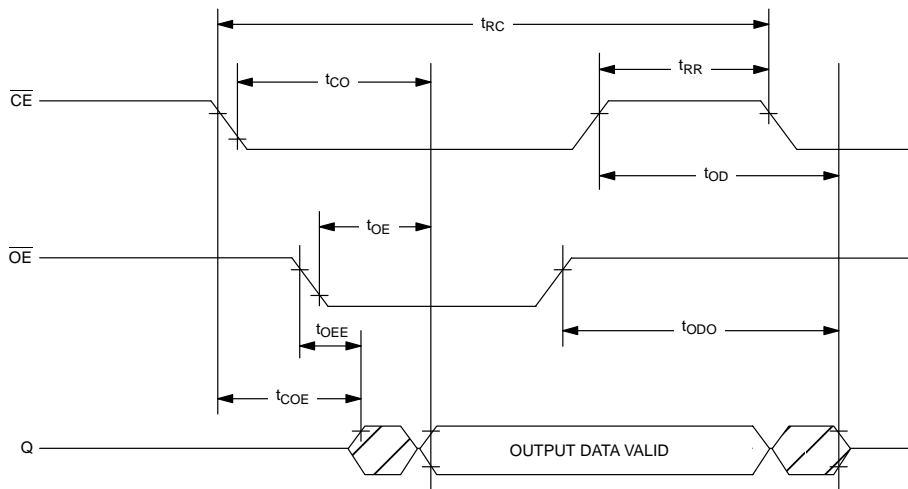 tRC
tRR
tCO
CE
tOD
tOE
OE
tOEE
tODO
tCOE
Q
OUTPUT DATA VALID